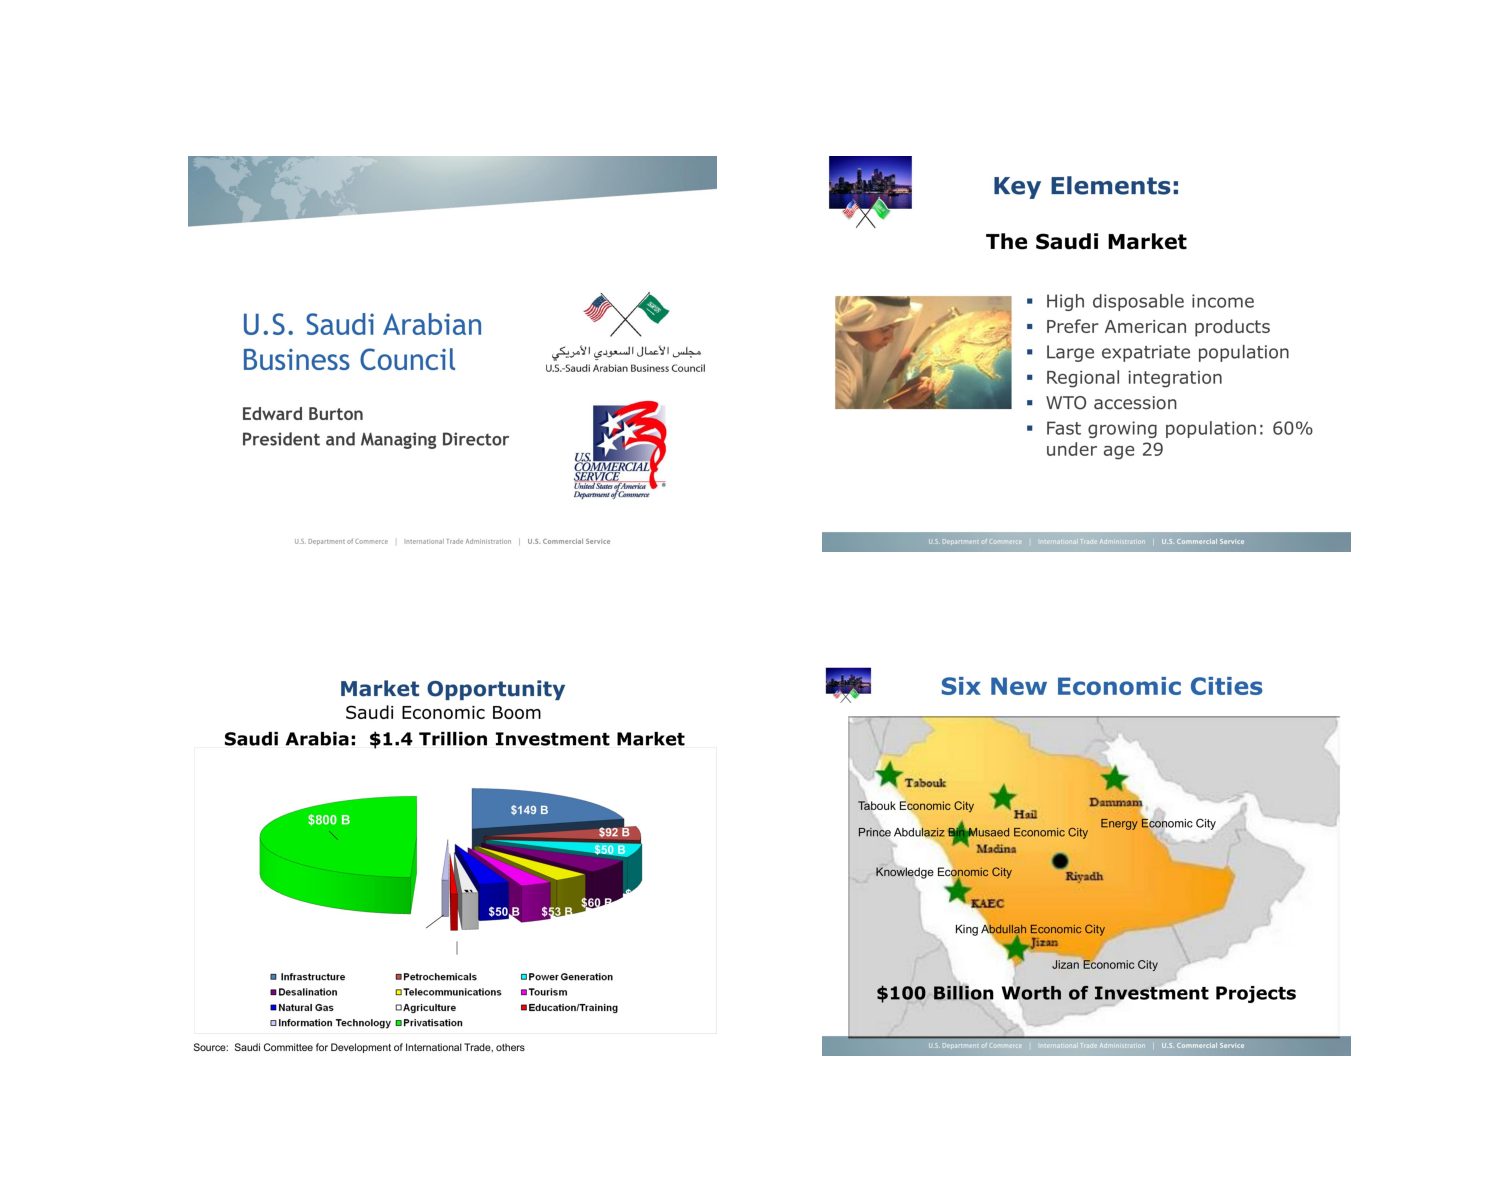 U.S. Saudi Arabian
Business Council
Edward Burton
President and Managing Director
مجلس الأعمال السعودي الأمريكي
U.S.-Saudi Arabian Business Council
U.S.
COMMERCIAL
SERVICE
United States of America
Department of Commerce
U.S. Department of Commerce | International Trade Administration | U.S. Commercial Service
Key Elements:
The Saudi Market
▪ High disposable income
▪ Prefer American products
▪ Large expatriate population
▪ Regional integration
▪ WTO accession
▪ Fast growing population: 60%
under age 29
U.S. Department of Commerce | International Trade Administration | U.S. Commercial Service
Market Opportunity
Saudi Economic Boom
Saudi Arabia: $1.4 Trillion Investment Market
$800 B
$149 B
$92 B
$50 B
$60 B
$53 B
$50 B
Infrastructure Petrochemicals Power Generation
Desalination Telecommunications Tourism
Natural Gas Agriculture Education/Training
Information Technology Privatisation
Source: Saudi Committee for Development of International Trade, others
Six New Economic Cities
Tabouk
Tabouk Economic City
Hail
Dammam
Energy Economic City
Prince Abdulaziz Bin Musaed Economic City
Madina
Knowledge Economic City
Riyadh
KAEC
King Abdullah Economic City
Jizan
Jizan Economic City
$100 Billion Worth of Investment Projects
U.S. Department of Commerce | International Trade Administration | U.S. Commercial Service